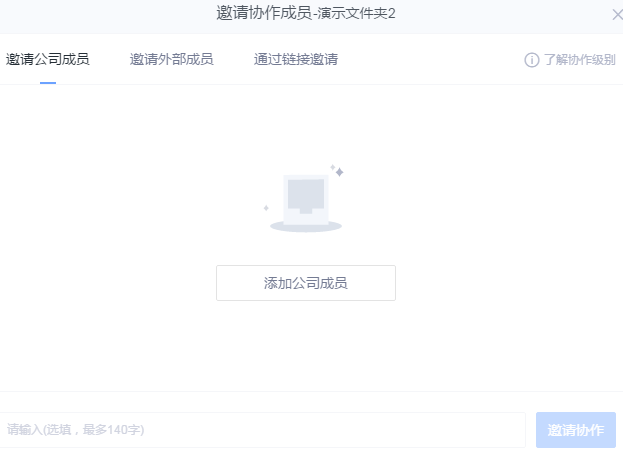 邀请协作成员-演示文件夹2
邀请公司成员 邀请外部成员 通过链接邀请 了解协作级别
添加公司成员
请输入(选填，最多140字) 邀请协作